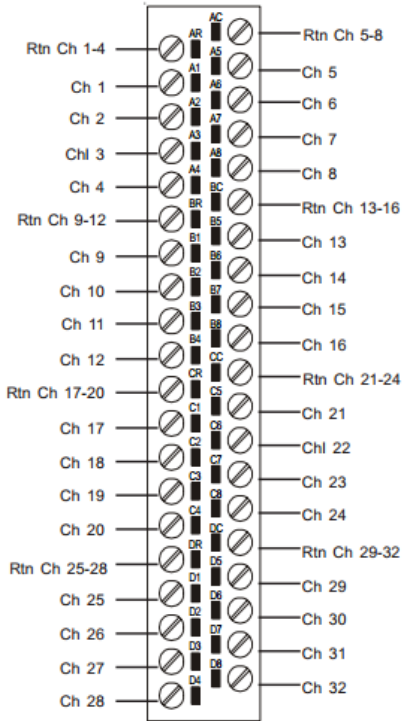 AC
Rtn Ch 5-8
AR
Rtn Ch 1-4
A5
Ch 5
A1
Ch 1
A6
Ch 6
A2
Ch 2
A7
Ch 7
A3
Chl 3
A8
Ch 8
A4
Ch 4
BC
Rtn Ch 13-16
BR
Rtn Ch 9-12
B5
Ch 13
B1
Ch 9
B6
Ch 14
B2
Ch 10
B7
Ch 15
B3
Ch 11
B8
Ch 16
B4
Ch 12
CC
Rtn Ch 21-24
CR
Rtn Ch 17-20
C5
Ch 21
C1
Ch 17
C6
Chl 22
C2
Ch 18
C7
Ch 23
C3
Ch 19
C8
Ch 24
C4
Ch 20
DC
Rtn Ch 29-32
DR
Rtn Ch 25-28
D5
Ch 29
D1
Ch 25
D6
Ch 30
D2
Ch 26
D7
Ch 31
D3
Ch 27
D8
Ch 32
D4
Ch 28